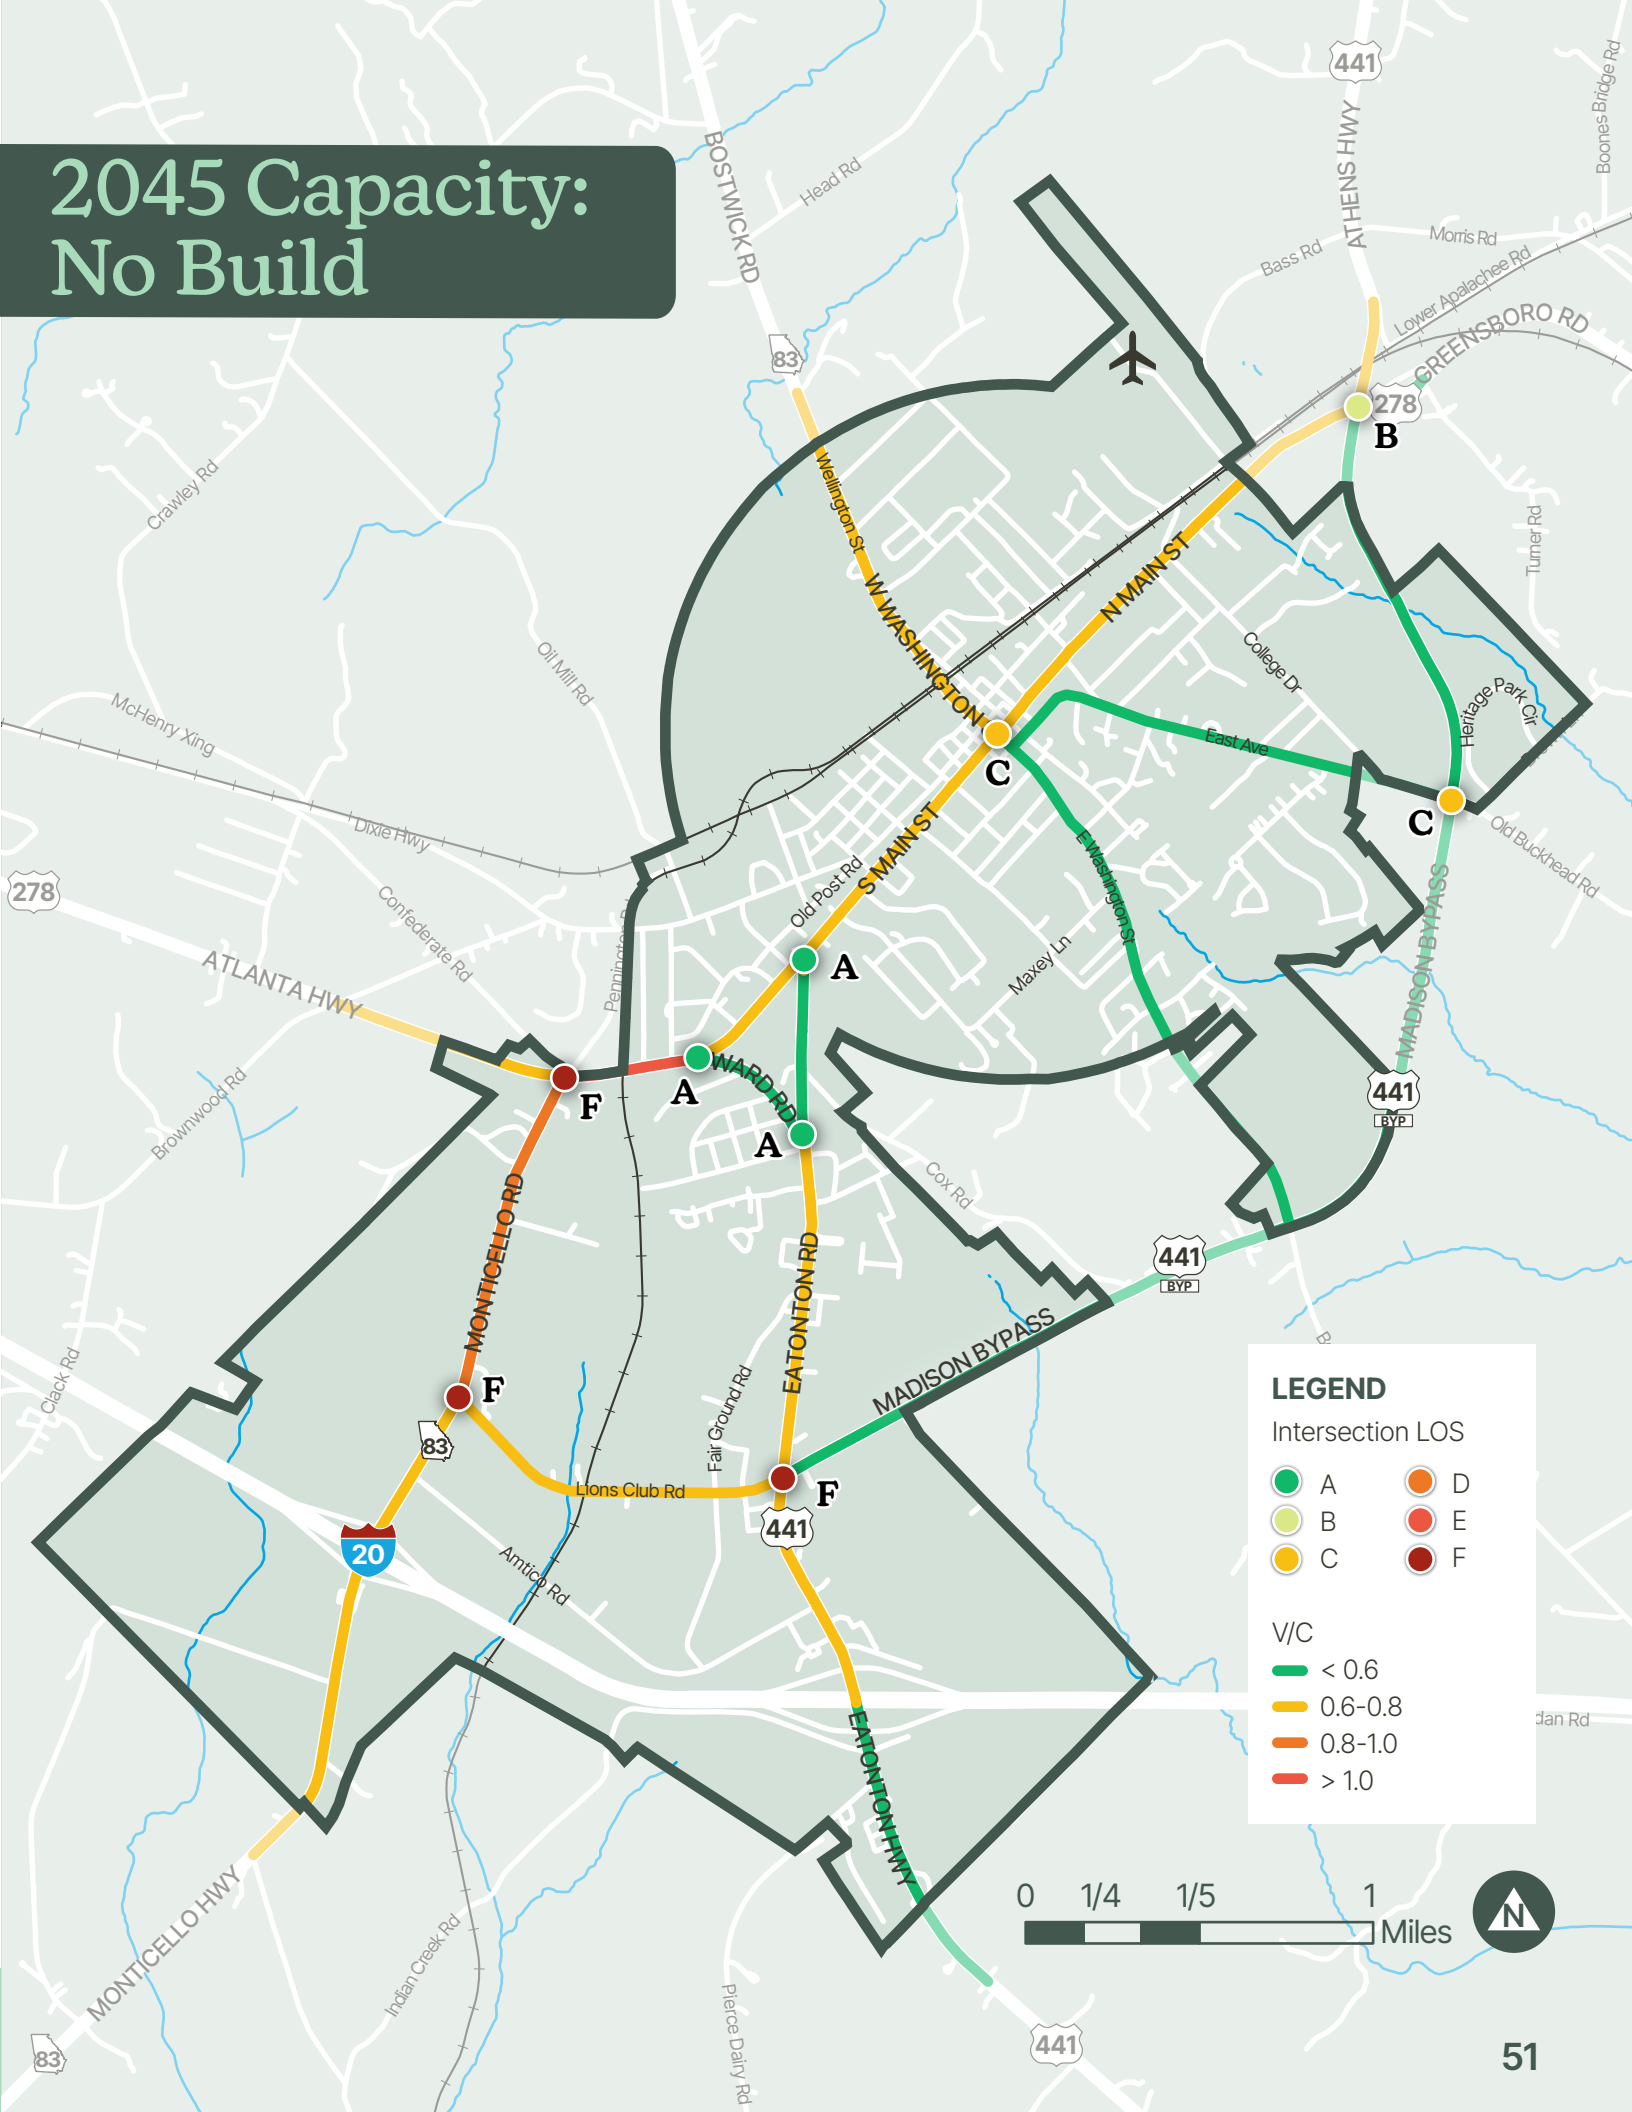 2045 Capacity:
No Build
441
ATHENS HWY
Boones Bridge Rd
BOSTWICK RD
Head Rd
Bass Rd
Morris Rd
Lower Apalachee Rd
GREENSBORO RD
83
278
B
Crawley Rd
Wellington St
W WASHINGTON
N MAIN ST
Turner Rd
College Dr
Oil Mill Rd
McHenry Xing
Heritage Park Cir
East Ave
C
C
Dixie Hwy
Old Buckhead Rd
278
Confederate Rd
S MAIN ST
Old Post Rd
E Washington St
MADISON BYPASS
Maxey Ln
ATLANTA HWY
A
441
BYP
WARD RD
A
F
A
Brownwood Rd
Cox Rd
MONTICELLO RD
441
BYP
EATONTON RD
MADISON BYPASS
Clack Rd
F
83
Fair Ground Rd
Lions Club Rd
F
441
20
Amtico Rd
EATONTON HWY
LEGEND
Intersection LOS
A
D
B
E
C
F
V/C
< 0.6
0.6-0.8
0.8-1.0
> 1.0
dan Rd
0 1/4 1/5 1
Miles
N
MONTICELLO HWY
Indian Creek Rd
Pierce Dairy Rd
83
441
51